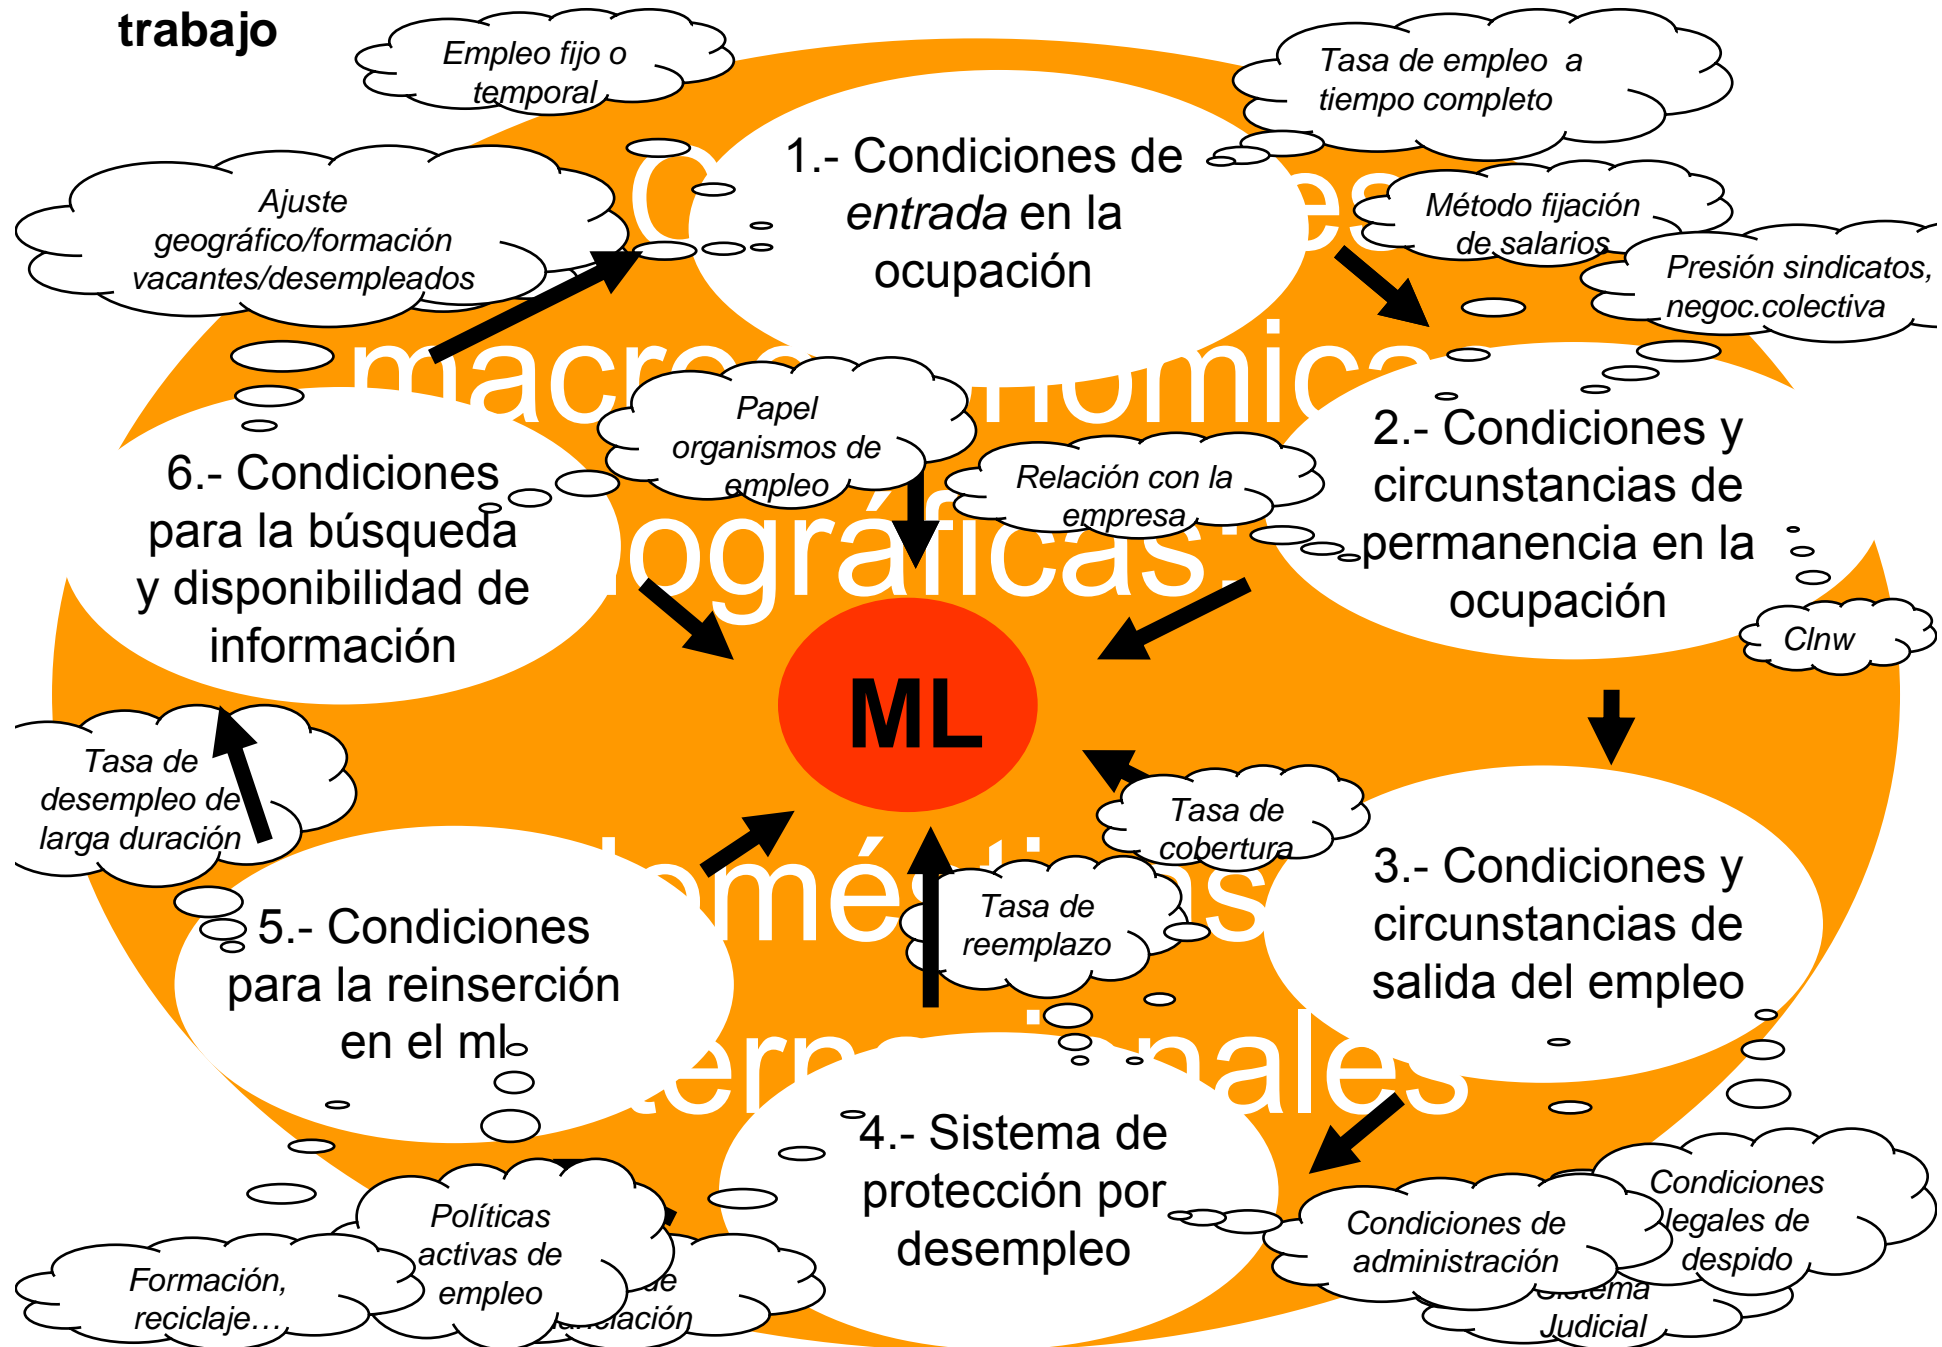 trabajo
Empleo fijo o
temporal
Tasa de empleo a
tiempo completo
1.- Condiciones de
entrada en la
ocupación
Ajuste
geográfico/formación
vacantes/desempleados
Método fijación
de salarios
Presión sindicatos,
negoc.colectiva
Papel
organismos de
empleo
Relación con la
empresa
2.- Condiciones y
circunstancias de
permanencia en la
ocupación
6.- Condiciones
para la búsqueda
y disponibilidad de
información
Clnw
ML
Tasa de
desempleo de
larga duración
Tasa de
cobertura
Tasa de
reemplazo
3.- Condiciones y
circunstancias de
salida del empleo
5.- Condiciones
para la reinserción
en el ml
4.- Sistema de
protección por
desempleo
Condiciones de
administración
Condiciones
legales de
despido
Sistema
Judicial
Políticas
activas de
empleo
de
Formación,
reciclaje…